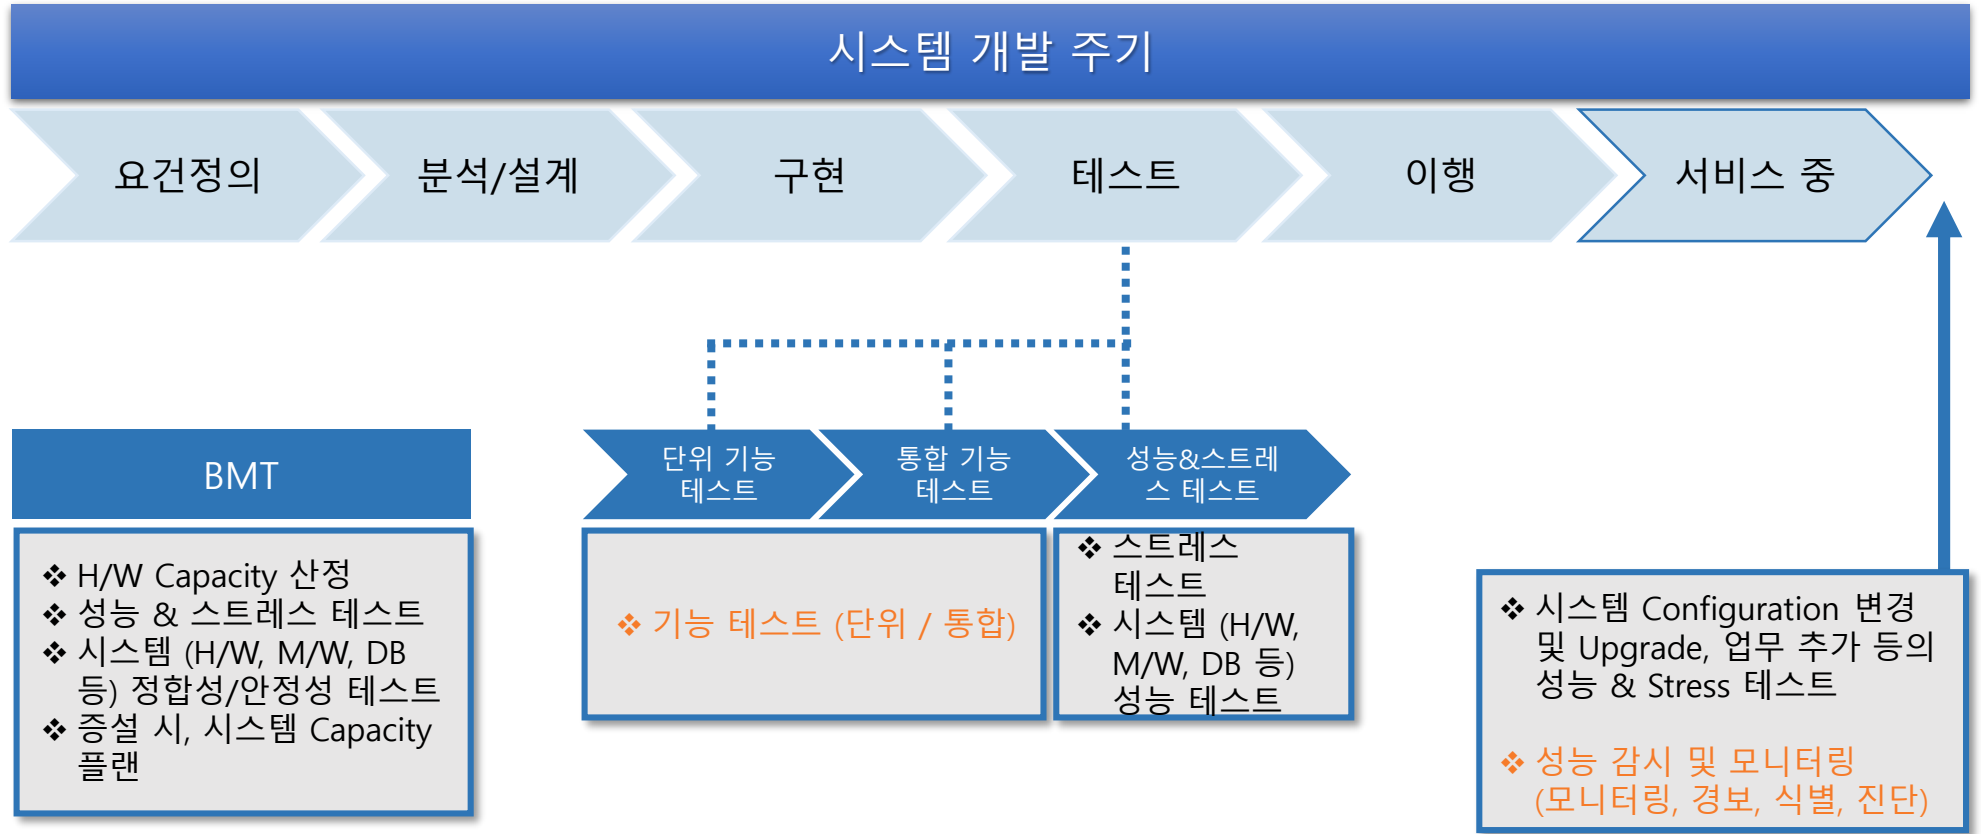 시스템 개발 주기
요건정의
분석/설계
구현
테스트
이행
서비스 중
BMT
❖ H/W Capacity 산정
❖ 성능 & 스트레스 테스트
❖ 시스템 (H/W, M/W, DB
등) 정합성/안정성 테스트
❖ 증설 시, 시스템 Capacity
플랜
단위 기능
테스트
통합 기능
테스트
성능&스트레
스 테스트
❖ 기능 테스트 (단위 / 통합)
❖ 스트레스
테스트
❖ 시스템 (H/W,
M/W, DB 등)
성능 테스트
❖ 시스템 Configuration 변경
및 Upgrade, 업무 추가 등의
성능 & Stress 테스트
❖ 성능 감시 및 모니터링
(모니터링, 경보, 식별, 진단)